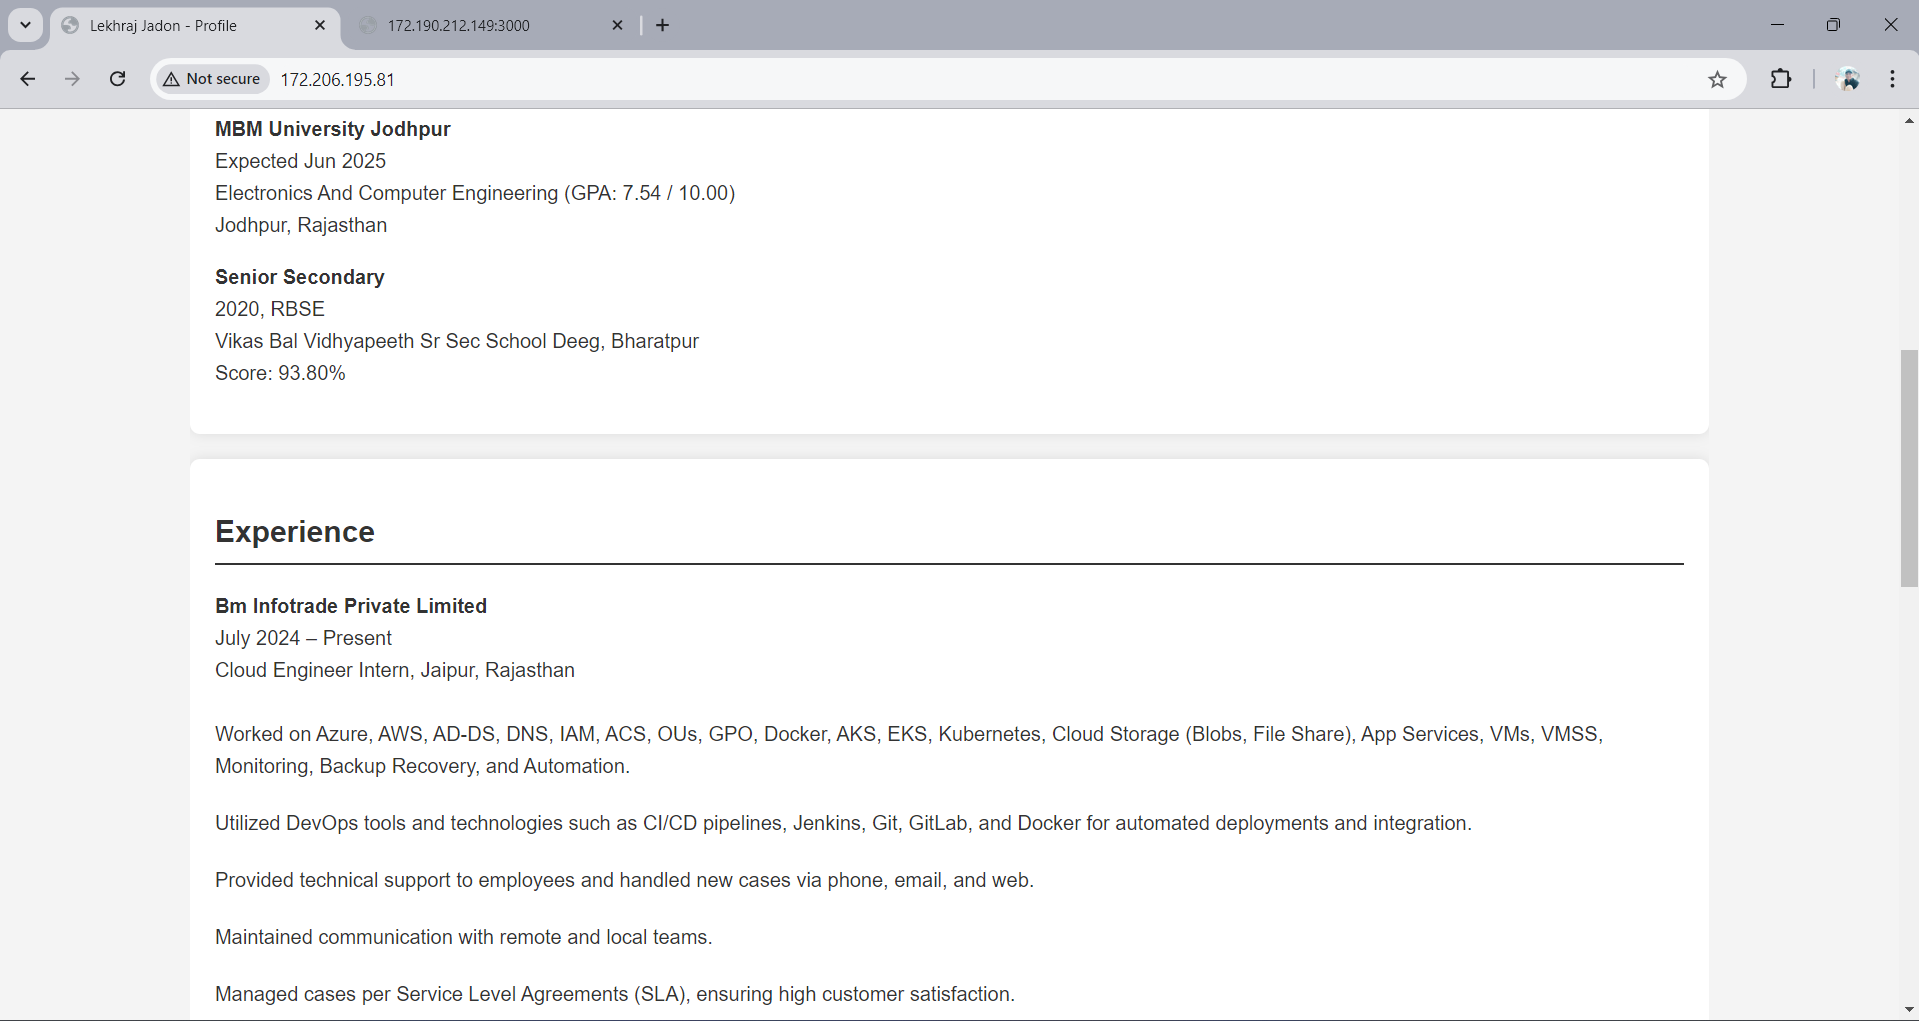 Lekhraj Jadon - Profile
172.190.212.149:3000
Not secure
172.206.195.81
MBM University Jodhpur
Expected Jun 2025
Electronics And Computer Engineering (GPA: 7.54 / 10.00)
Jodhpur, Rajasthan
Senior Secondary
2020, RBSE
Vikas Bal Vidhyapeeth Sr Sec School Deeg, Bharatpur
Score: 93.80%
Experience
Bm Infotrade Private Limited
July 2024 – Present
Cloud Engineer Intern, Jaipur, Rajasthan
Worked on Azure, AWS, AD-DS, DNS, IAM, ACS, OUs, GPO, Docker, AKS, EKS, Kubernetes, Cloud Storage (Blobs, File Share), App Services, VMs, VMSS,
Monitoring, Backup Recovery, and Automation.
Utilized DevOps tools and technologies such as CI/CD pipelines, Jenkins, Git, GitLab, and Docker for automated deployments and integration.
Provided technical support to employees and handled new cases via phone, email, and web.
Maintained communication with remote and local teams.
Managed cases per Service Level Agreements (SLA), ensuring high customer satisfaction.